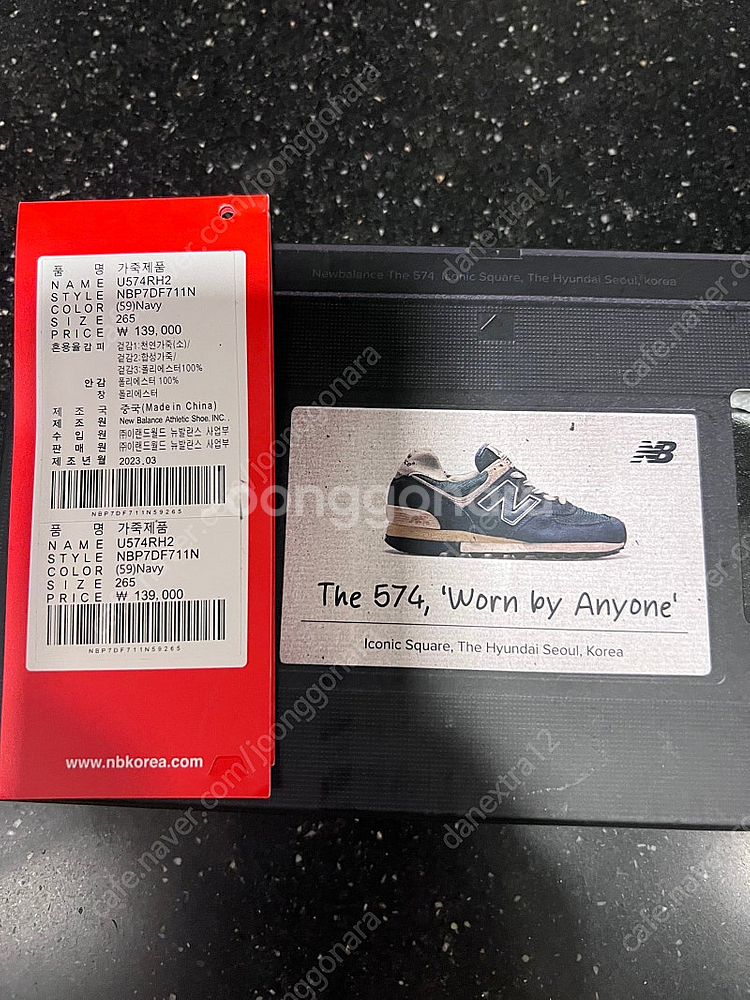 품 명 가죽제품
NAME U574RH2
STYLE NBP7DF711N
COLOR (59)Navy
SIZE 265
PRICE ₩ 139,000
혼용율 갑피 겉감1:천연가죽(소)/
겉감2:합성가죽/
겉감3:폴리에스터100%
안감 폴리에스터 100%
창 폴리에스터
제 조 국 중국(Made in China)
제 조 원 New Balance Athletic Shoe. INC..
수 입 원 ㈜이랜드월드 뉴발란스 사업부
판 매 원 ㈜이랜드월드 뉴발란스 사업부
제조년월 2023.03
NBP7DF711N59265
품 명 가죽제품
NAME U574RH2
STYLE NBP7DF711N
COLOR (59)Navy
SIZE 265
PRICE ₩ 139,000
NBP7DF711N59265
www.nbkorea.com
Newbalance The 574, Iconic Square, The Hyundai Seoul, korea
NB
N
The 574, 'Worn by Anyone'
Iconic Square, The Hyundai Seoul, Korea
joonggonara
cafe.naver.com/joonggonara
danextra12